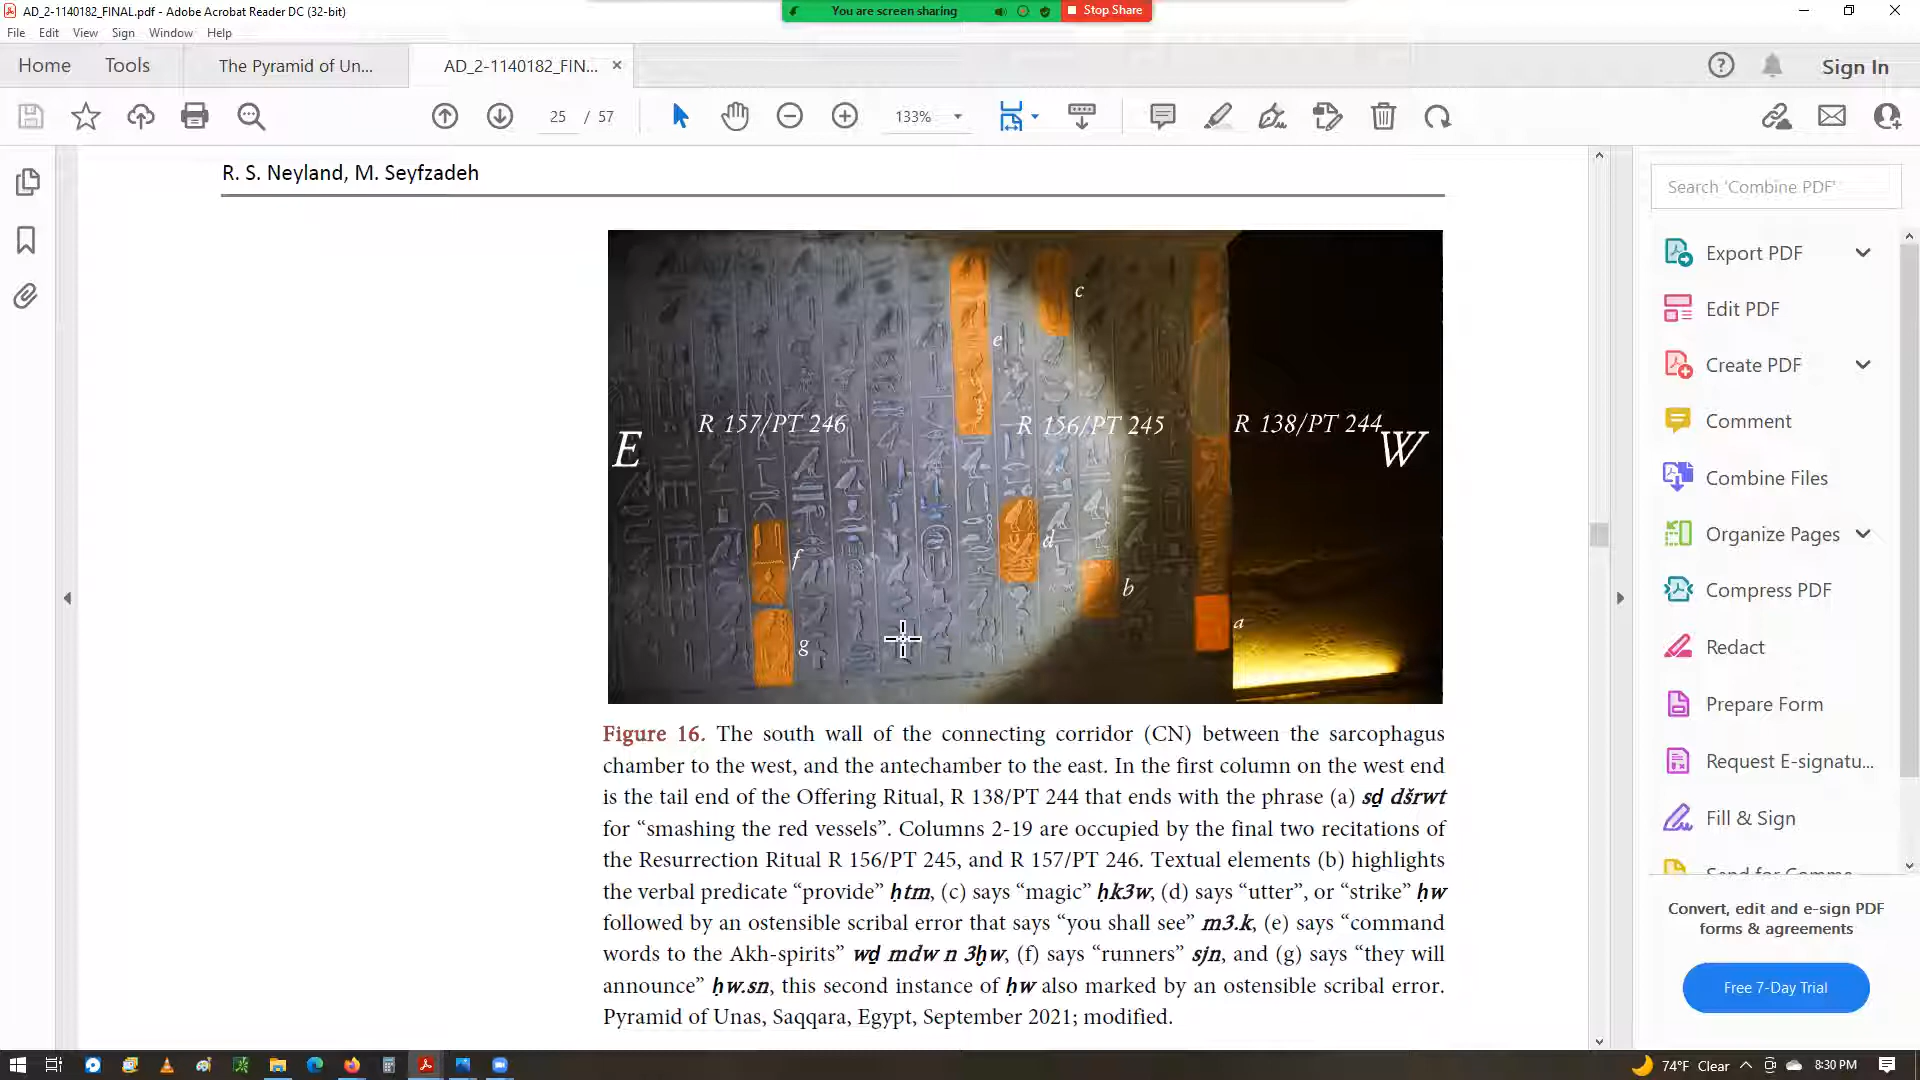 AD_2-1140182_FINAL.pdf - Adobe Acrobat Reader DC (32-bit)
You are screen sharing
Stop Share
File Edit View Sign Window Help
Home Tools The Pyramid of Un... AD_2-1140182_FIN... × Sign In
25 / 57 133%
R. S. Neyland, M. Seyfzadeh
c
e
R 157/PT 246 R 156/PT 245 R 138/PT 244
E W
d
f
b
a
g
Figure 16. The south wall of the connecting corridor (CN) between the sarcophagus
chamber to the west, and the antechamber to the east. In the first column on the west end
is the tail end of the Offering Ritual, R 138/PT 244 that ends with the phrase (a) sḏ dšrwt
for “smashing the red vessels”. Columns 2-19 are occupied by the final two recitations of
the Resurrection Ritual R 156/PT 245, and R 157/PT 246. Textual elements (b) highlights
the verbal predicate “provide” ḥtm, (c) says “magic” ḥk3w, (d) says “utter”, or “strike” ḥw
followed by an ostensible scribal error that says “you shall see” m3.k, (e) says “command
words to the Akh-spirits” wḏ mdw n 3ḫw, (f) says “runners” sjn, and (g) says “they will
announce” ḥw.sn, this second instance of ḥw also marked by an ostensible scribal error.
Pyramid of Unas, Saqqara, Egypt, September 2021; modified.
Search 'Combine PDF'
Export PDF
Edit PDF
Create PDF
Comment
Combine Files
Organize Pages
Compress PDF
Redact
Prepare Form
Request E-signatu...
Fill & Sign
Convert, edit and e-sign PDF
forms & agreements
Free 7-Day Trial
74°F Clear 8:30 PM